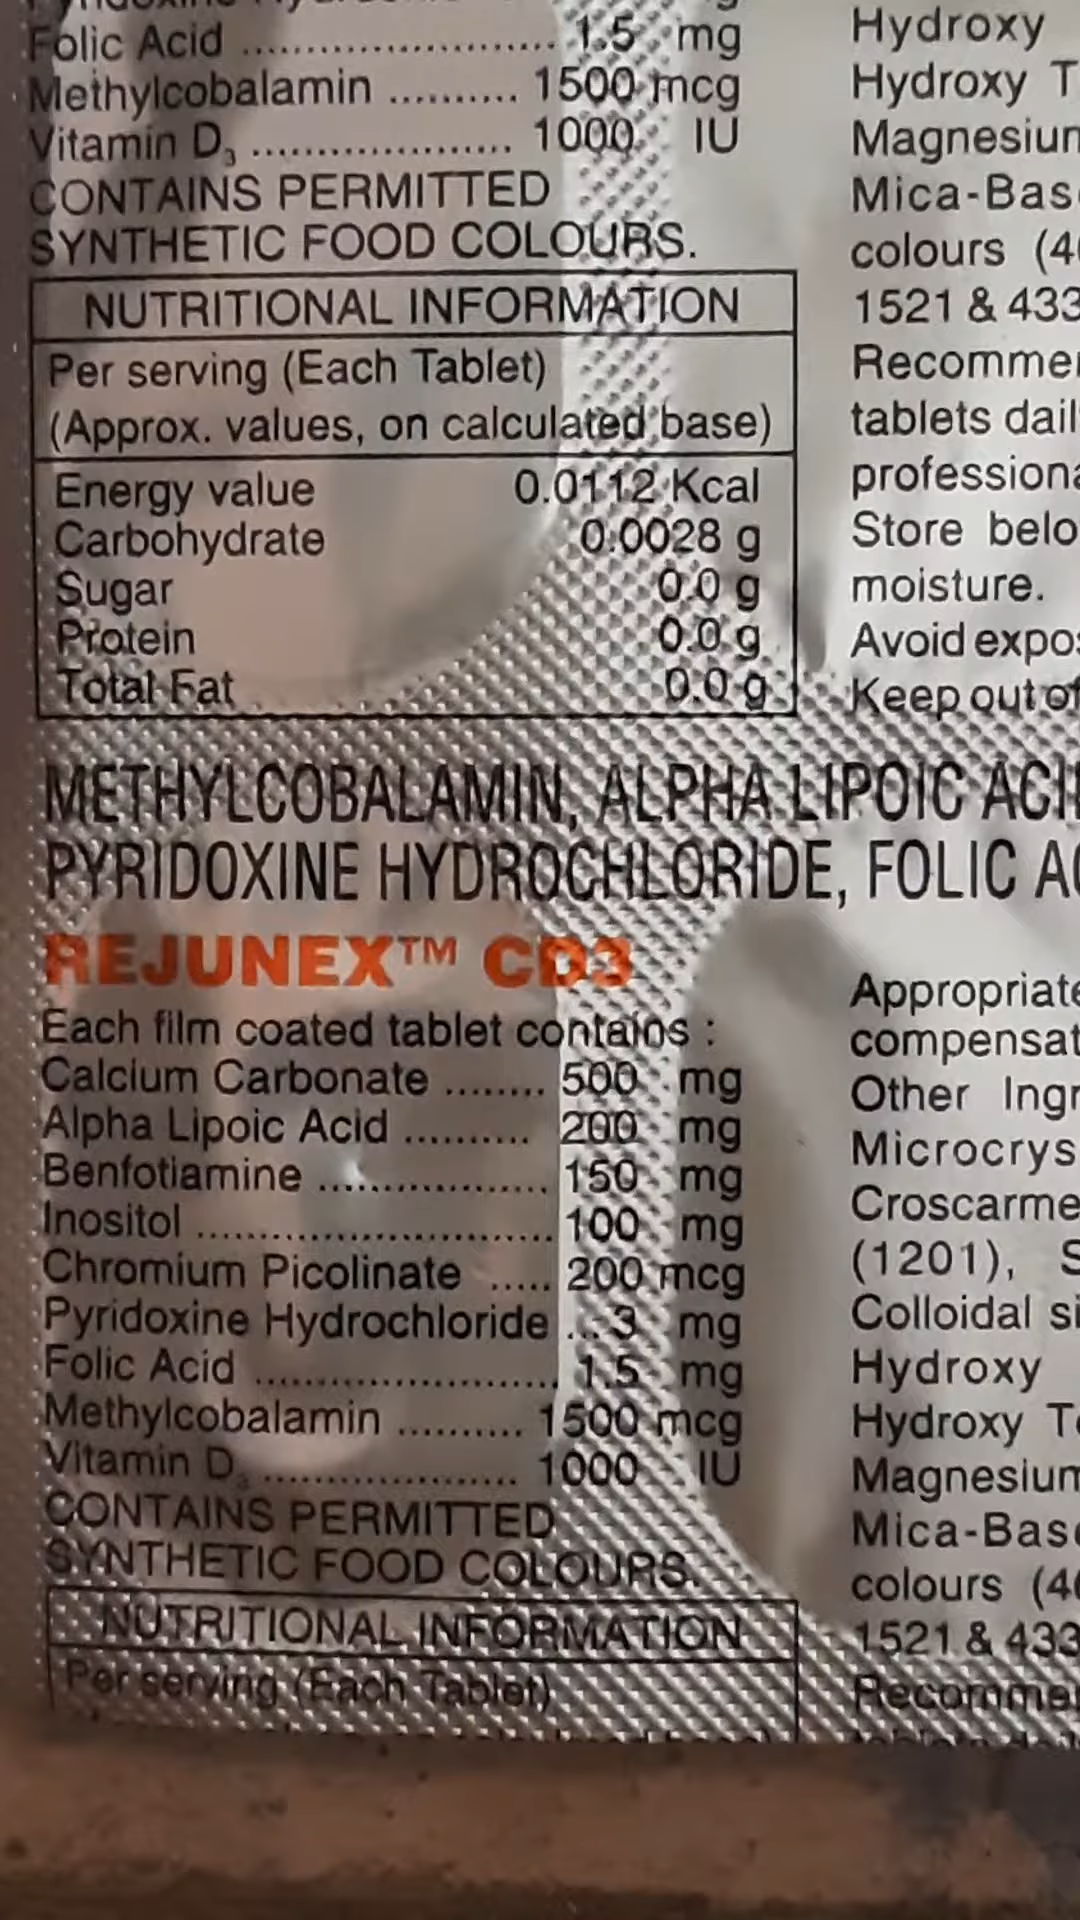 Folic Acid ........................... 1.5 mg
Methylcobalamin .......... 1500 mcg
Vitamin D3 .................... 1000 IU
CONTAINS PERMITTED
SYNTHETIC FOOD COLOURS.
NUTRITIONAL INFORMATION
Per serving (Each Tablet)
(Approx. values, on calculated base)
Energy value 0.0112 Kcal
Carbohydrate 0.0028 g
Sugar 0.0 g
Protein 0.0 g
Total Fat 0.0 g
Hydroxy
Hydroxy T
Magnesium
Mica-Bas
colours (4
1521 & 433
Recomme
tablets dail
profession
Store belo
moisture.
Avoid expo
Keep out of
METHYLCOBALAMIN, ALPHA LIPOIC ACI
PYRIDOXINE HYDROCHLORIDE, FOLIC A
REJUNEX™ CD3
Each film coated tablet contains :
Calcium Carbonate ........ 500 mg
Alpha Lipoic Acid .......... 200 mg
Benfotiamine .................. 150 mg
Inositol ............................ 100 mg
Chromium Picolinate ..... 200 mcg
Pyridoxine Hydrochloride ... 3 mg
Folic Acid ....................... 1.5 mg
Methylcobalamin .......... 1500 mcg
Vitamin D3 .................... 1000 IU
CONTAINS PERMITTED
SYNTHETIC FOOD COLOURS.
NUTRITIONAL INFORMATION
Per serving (Each Tablet)
Appropriate
compensat
Other Ingr
Microcrys
Croscarme
(1201), S
Colloidal si
Hydroxy
Hydroxy T
Magnesium
Mica-Bas
colours (4
1521 & 433
Recomme